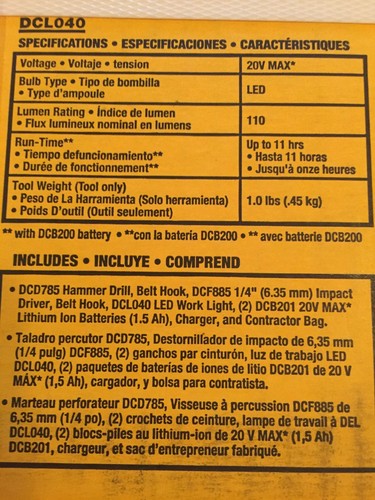 DCL040
SPECIFICATIONS • ESPECIFICACIONES • CARACTÉRISTIQUES
Voltage • Voltaje • tension 20V MAX*
Bulb Type • Tipo de bombilla
• Type d'ampoule LED
Lumen Rating • Índice de lumen
• Flux lumineux nominal en lumens 110
Run-Time** Up to 11 hrs
• Tiempo defuncionamiento** • Hasta 11 horas
• Durée de fonctionnement** • Jusqu'à onze heures
Tool Weight (Tool only)
• Peso de La Harramienta (Solo herramienta) 1.0 lbs (.45 kg)
• Poids D'outil (Outil seulement)
** with DCB200 battery • **con la batería DCB200 • ** avec batterie DCB200
INCLUDES • INCLUYE • COMPREND
• DCD785 Hammer Drill, Belt Hook, DCF885 1/4" (6.35 mm) Impact
Driver, Belt Hook, DCL040 LED Work Light, (2) DCB201 20V MAX*
Lithium Ion Batteries (1.5 Ah), Charger, and Contractor Bag.
• Taladro percutor DCD785, Destornillador de impacto de 6,35 mm
(1/4 pulg) DCF885, (2) ganchos por cinturón, luz de trabajo LED
DCL040, (2) paquetes de baterías de iones de litio DCB201 de 20 V
MÁX* (1,5 Ah), cargador, y bolsa para contratista.
• Marteau perforateur DCD785, Visseuse à percussion DCF885 de
6,35 mm (1/4 po), (2) crochets de ceinture, lampe de travail à DEL
DCL040, (2) blocs-piles au lithium-ion de 20 V MAX* (1,5 Ah)
DCB201, chargeur, et sac d'entrepreneur fabriqué.